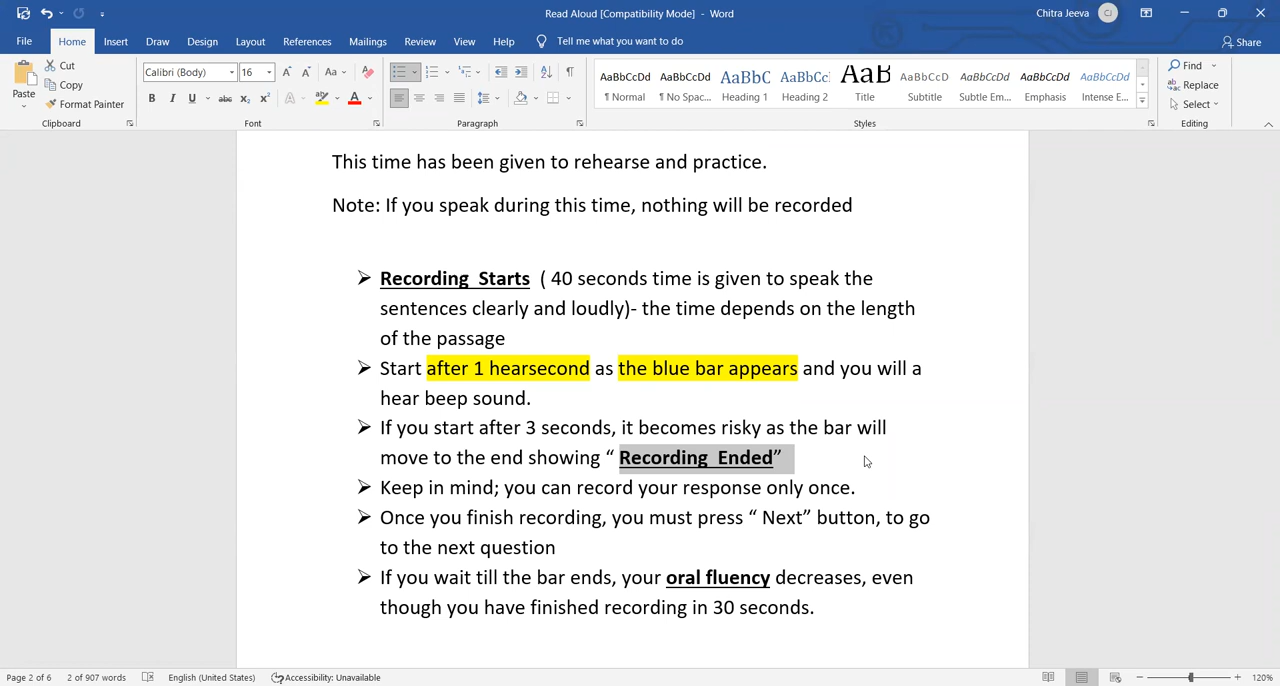 Read Aloud [Compatibility Mode] - Word
Chitra Jeeva
CJ
File Home Insert Draw Design Layout References Mailings Review View Help Tell me what you want to do
Share
Paste
Cut
Copy
Format Painter
Calibri (Body) 16
¶ Normal
¶ No Spac...
Heading 1
Heading 2
Title
Subtitle
Subtle Em...
Emphasis
Intense E...
Find
Replace
Select
Clipboard Font Paragraph Styles Editing
This time has been given to rehearse and practice.
Note: If you speak during this time, nothing will be recorded
➢ Recording Starts ( 40 seconds time is given to speak the
sentences clearly and loudly)- the time depends on the length
of the passage
➢ Start after 1 hearsecond as the blue bar appears and you will a
hear beep sound.
➢ If you start after 3 seconds, it becomes risky as the bar will
move to the end showing “ Recording Ended”
➢ Keep in mind; you can record your response only once.
➢ Once you finish recording, you must press “ Next” button, to go
to the next question
➢ If you wait till the bar ends, your oral fluency decreases, even
though you have finished recording in 30 seconds.
Page 2 of 6 2 of 907 words English (United States) Accessibility: Unavailable 120%